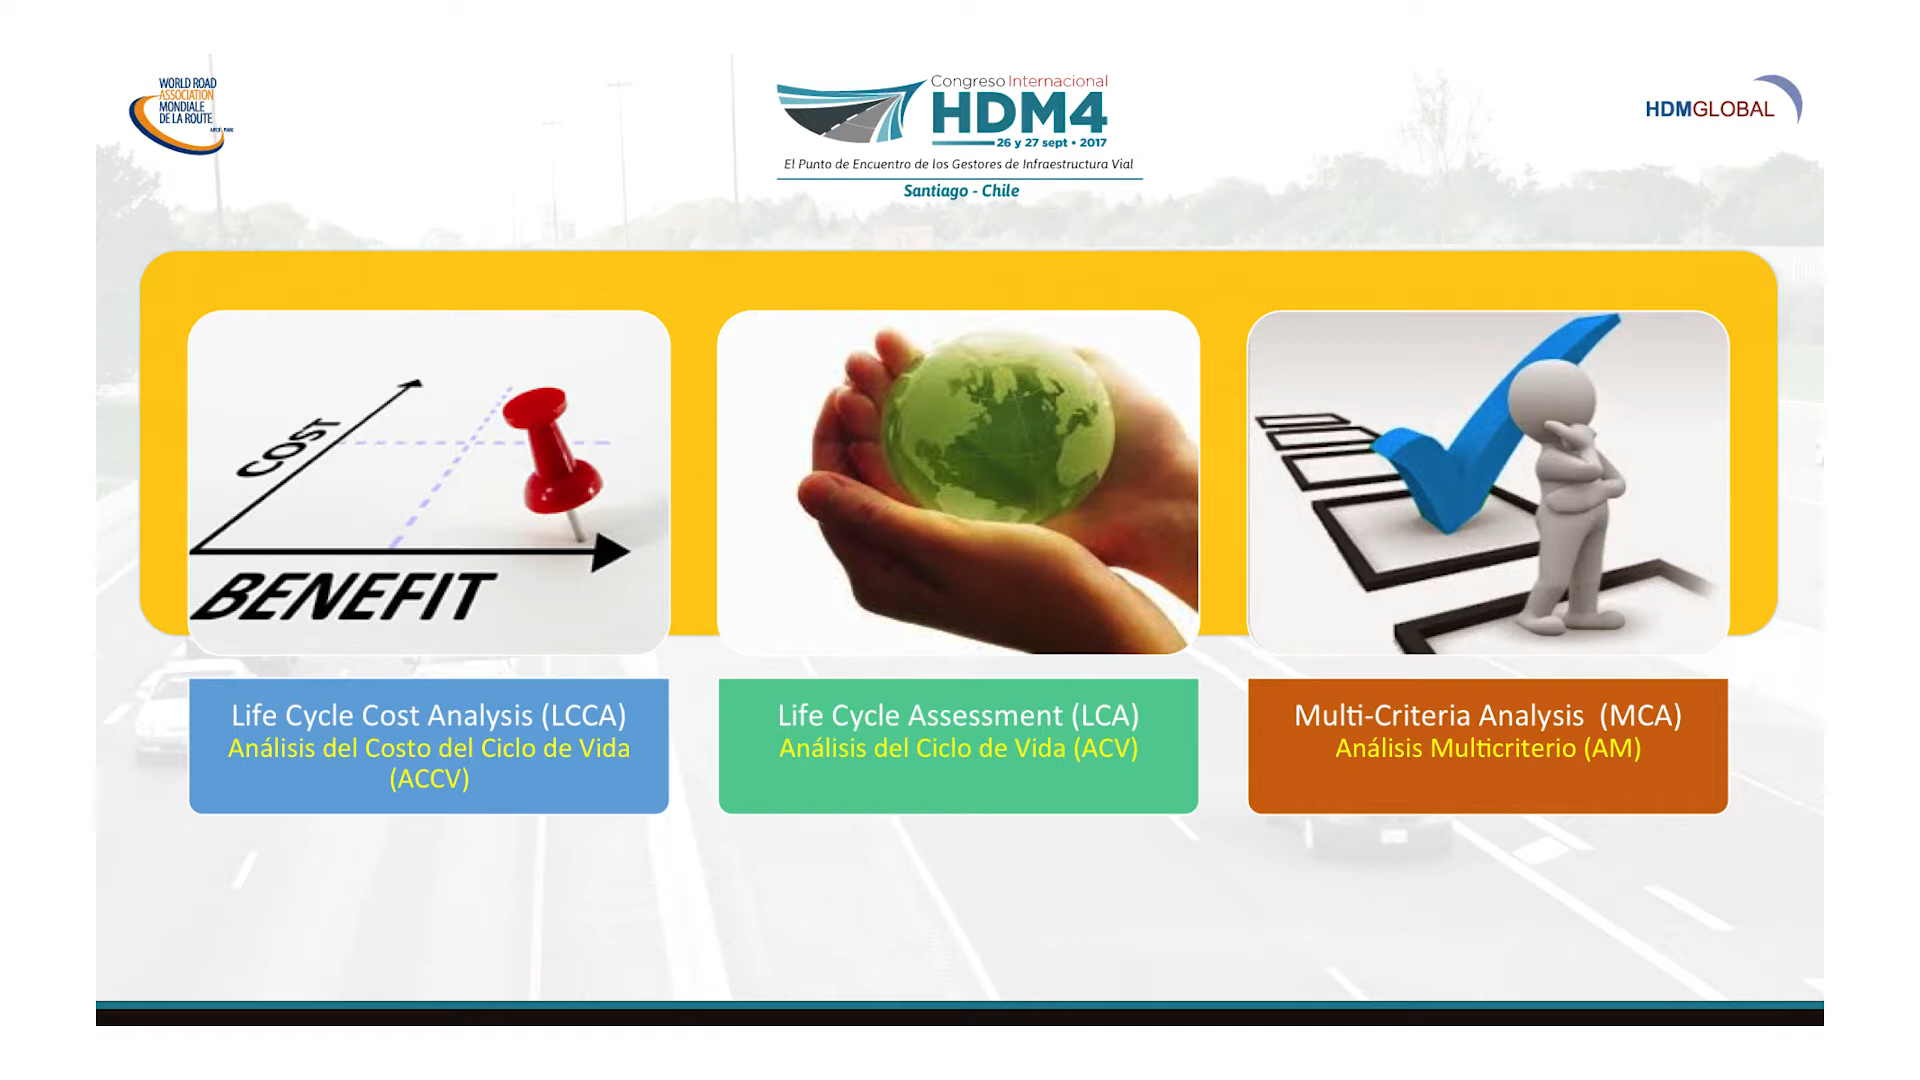 WORLD ROAD
ASSOCIATION
MONDIALE
DE LA ROUTE
Congreso Internacional
HDM4
26 y 27 sept • 2017
El Punto de Encuentro de los Gestores de Infraestructura Vial
Santiago - Chile
HDMGLOBAL
COST
BENEFIT
Life Cycle Cost Analysis (LCCA)
Análisis del Costo del Ciclo de Vida
(ACCV)
Life Cycle Assessment (LCA)
Análisis del Ciclo de Vida (ACV)
Multi-Criteria Analysis (MCA)
Análisis Multicriterio (AM)